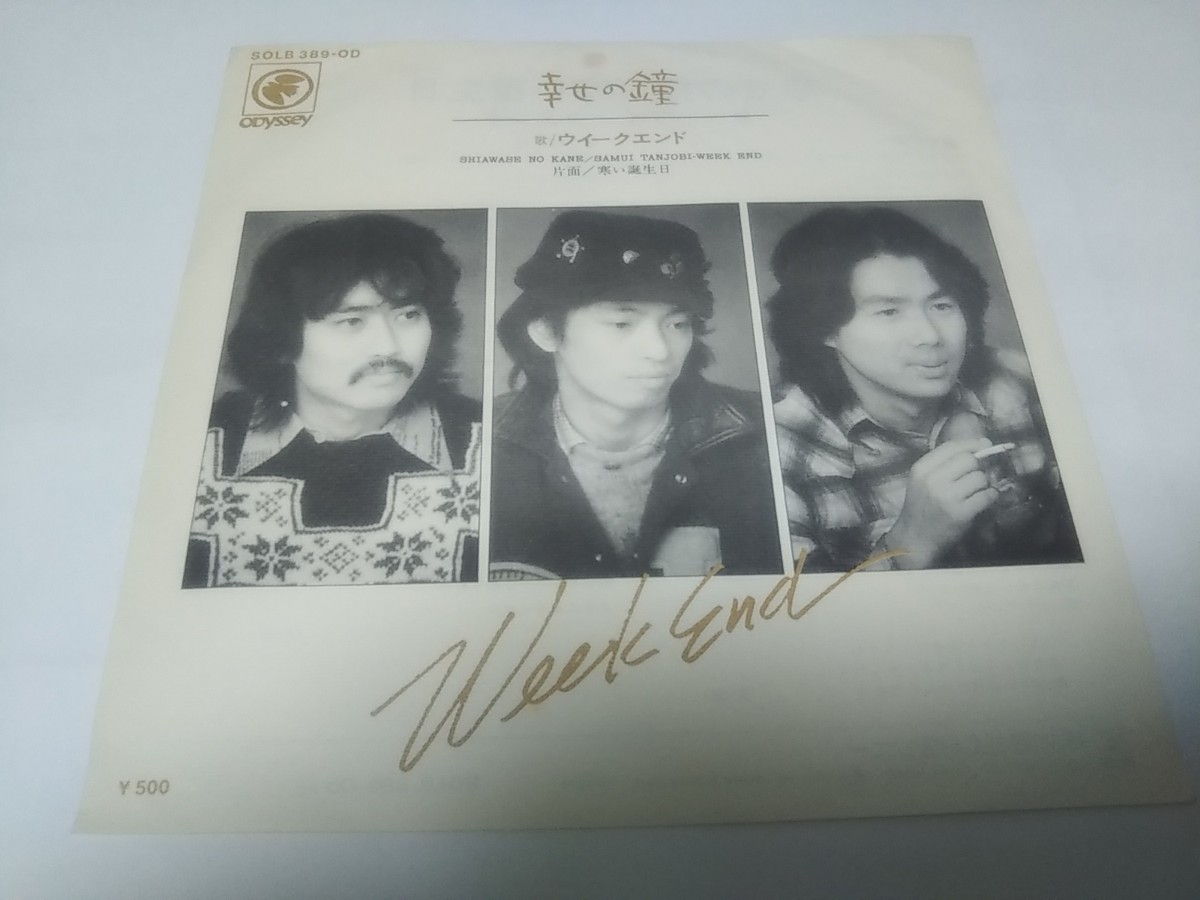 SOLB 389-OD
Odyssey
幸せの鐘
歌/ウイークエンド
SHIAWASE NO KANE/SAMUI TANJOBI-WEEK END
片面/寒い誕生日
Week End
¥500